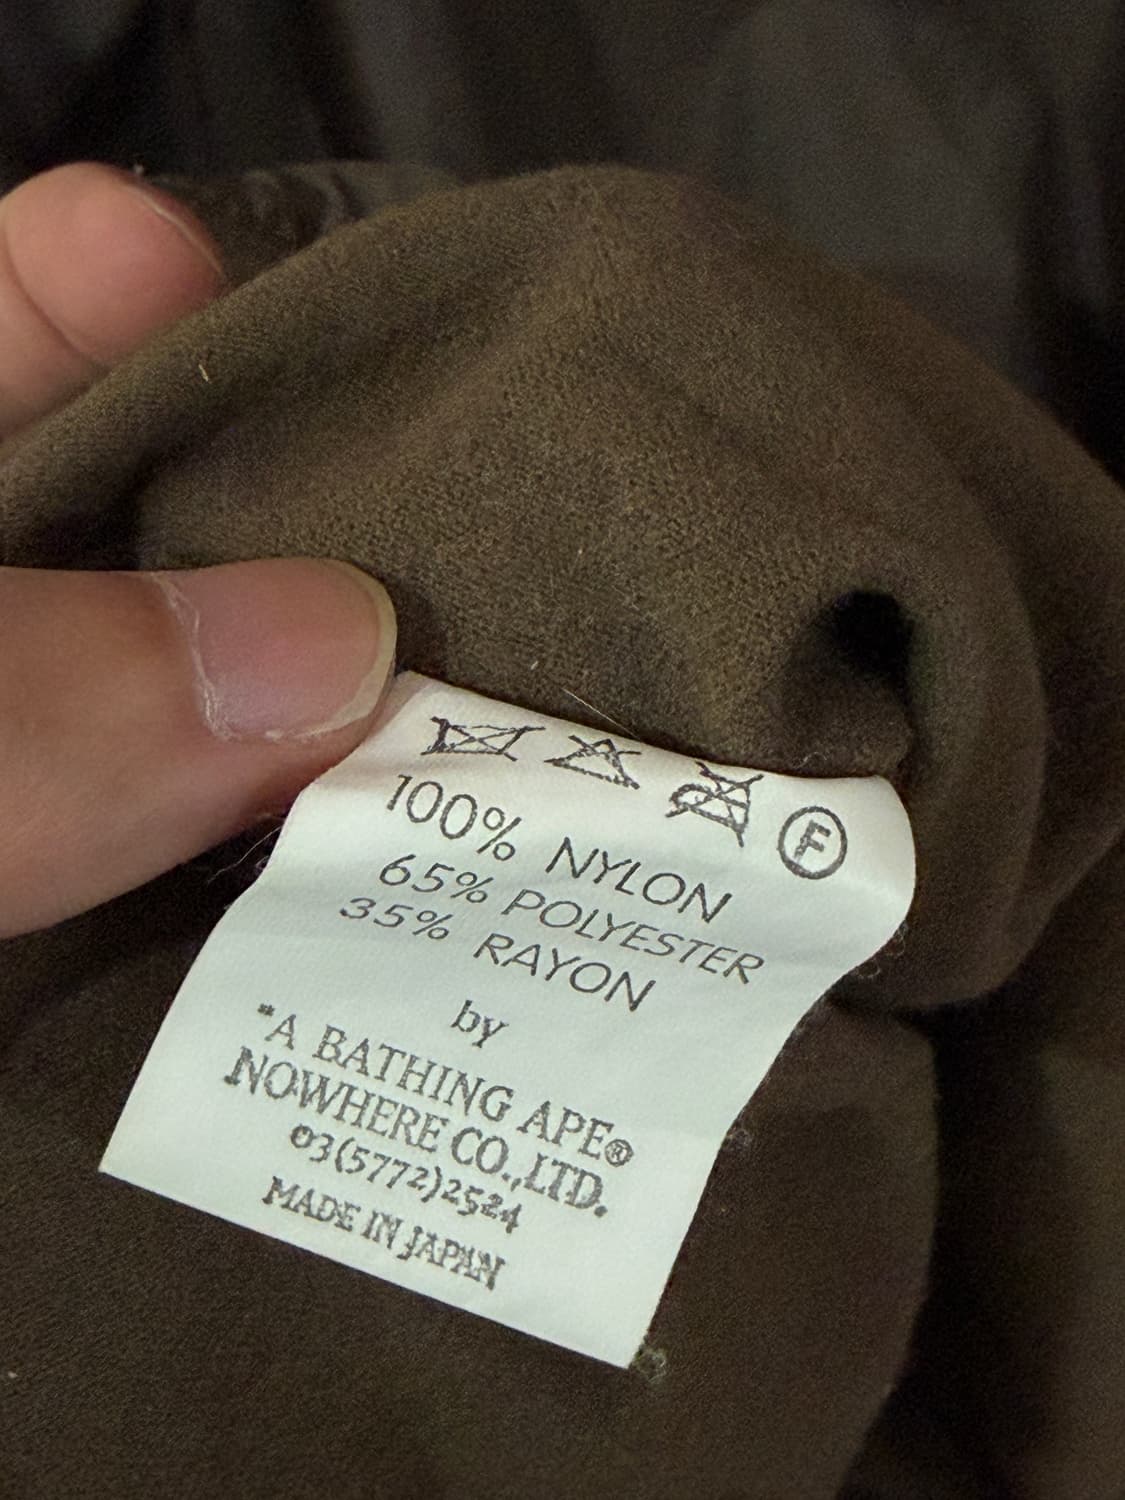 F
100% NYLON
65% POLYESTER
35% RAYON
by
"A BATHING APE®
NOWHERE CO.,LTD.
03(5772)2524
MADE IN JAPAN